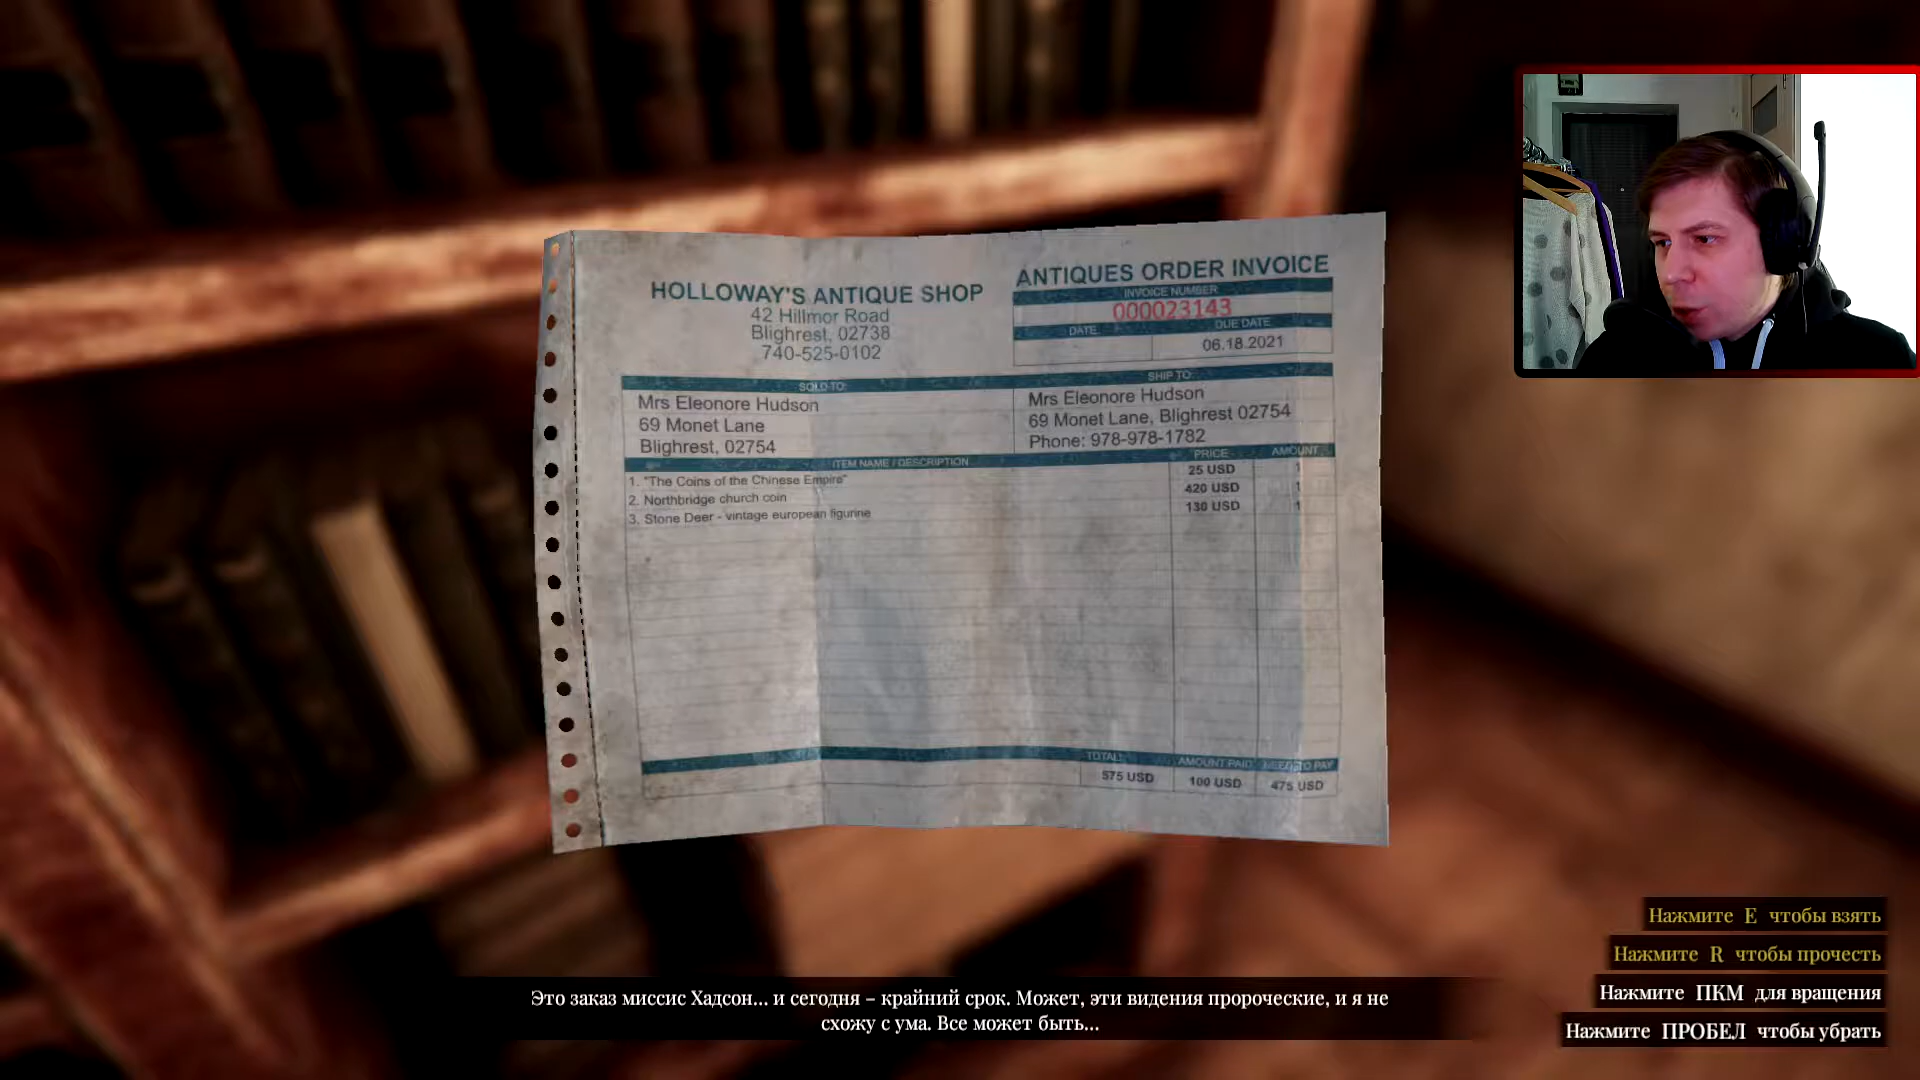 HOLLOWAY'S ANTIQUE SHOP
42 Hillmor Road
Blighrest, 02738
740-525-0102
ANTIQUES ORDER INVOICE
INVOICE NUMBER
000023143
DATE
DUE DATE
06.18.2021
SOLD TO:
Mrs Eleonore Hudson
69 Monet Lane
Blighrest, 02754
SHIP TO:
Mrs Eleonore Hudson
69 Monet Lane, Blighrest 02754
Phone: 978-978-1782
ITEM NAME / DESCRIPTION PRICE AMOUNT
1. "The Coins of the Chinese Empire" 25 USD 1
2. Northbridge church coin 420 USD 1
3. Stone Deer - vintage european figurine 130 USD 1
TOTAL: AMOUNT PAID NEED TO PAY
575 USD 100 USD 475 USD
Нажмите E чтобы взять
Нажмите R чтобы прочесть
Нажмите ПКМ для вращения
Нажмите ПРОБЕЛ чтобы убрать
Это заказ миссис Хадсон... и сегодня – крайний срок. Может, эти видения пророческие, и я не
схожу с ума. Все может быть...